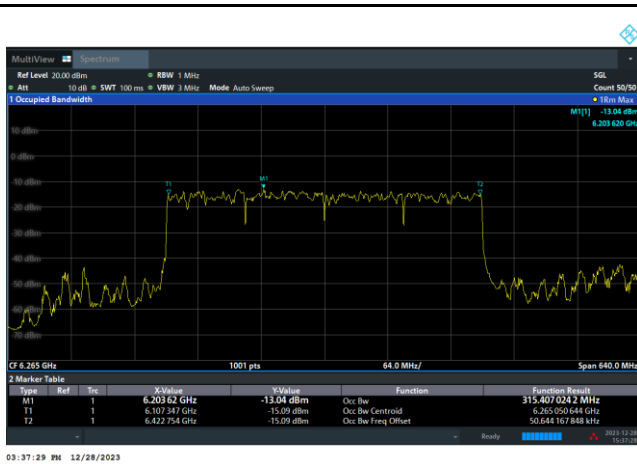 MultiView Spectrum
Ref Level 20.00 dBm RBW 1 MHz SGL
Att 10 dB SWT 100 ms VBW 3 MHz Mode Auto Sweep Count 50/50
1 Occupied Bandwidth 1Rm Max
M1[1] -13.04 dBm
6.203 620 GHz
10 dBm
0 dBm
-10 dBm
T1 M1 T2
-20 dBm
-30 dBm
-40 dBm
-50 dBm
-60 dBm
-70 dBm
CF 6.265 GHz 1001 pts 64.0 MHz/ Span 640.0 MHz
2 Marker Table
Type Ref Trc X-Value Y-Value Function Function Result
M1 1 6.203 62 GHz -13.04 dBm Occ Bw 315.407 024 2 MHz
T1 1 6.107 347 GHz -15.09 dBm Occ Bw Centroid 6.265 050 644 GHz
T2 1 6.422 754 GHz -15.09 dBm Occ Bw Freq Offset 50.644 167 848 kHz
Ready 2023-12-28
15:37:28
03:37:29 PM 12/28/2023